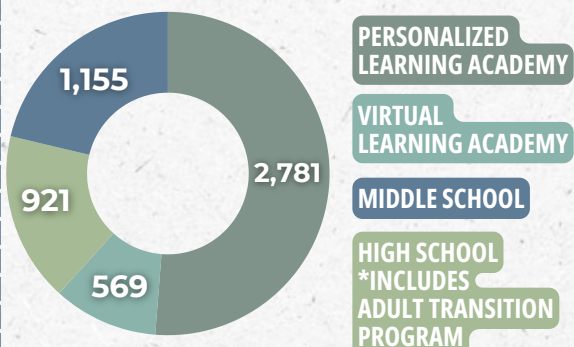 1,155
2,781
921
569
PERSONALIZED
LEARNING ACADEMY
VIRTUAL
LEARNING ACADEMY
MIDDLE SCHOOL
HIGH SCHOOL
*INCLUDES
ADULT TRANSITION
PROGRAM